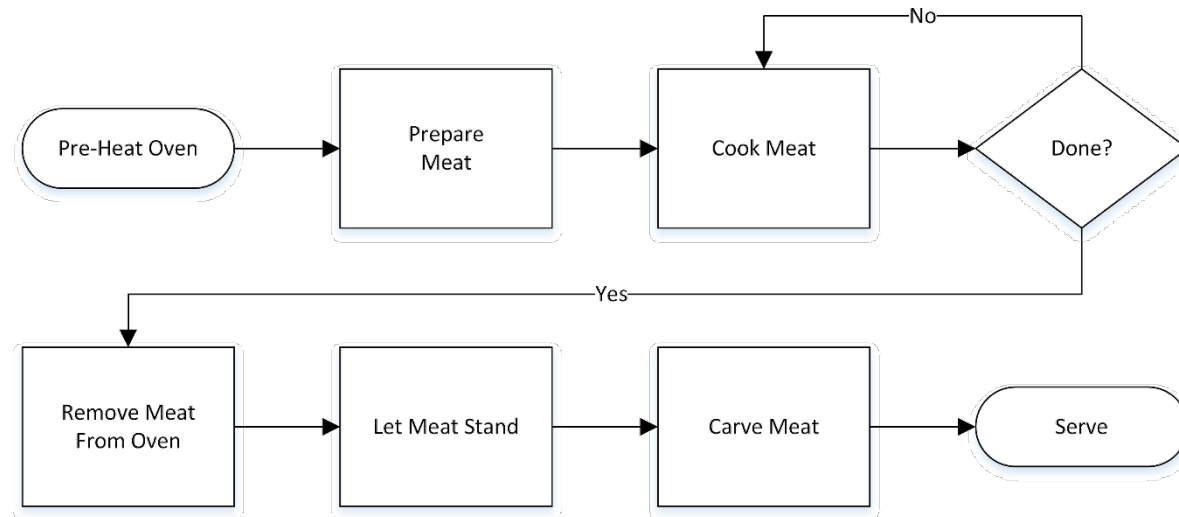 No
Pre-Heat Oven
Prepare
Meat
Cook Meat
Done?
Yes
Remove Meat
From Oven
Let Meat Stand
Carve Meat
Serve